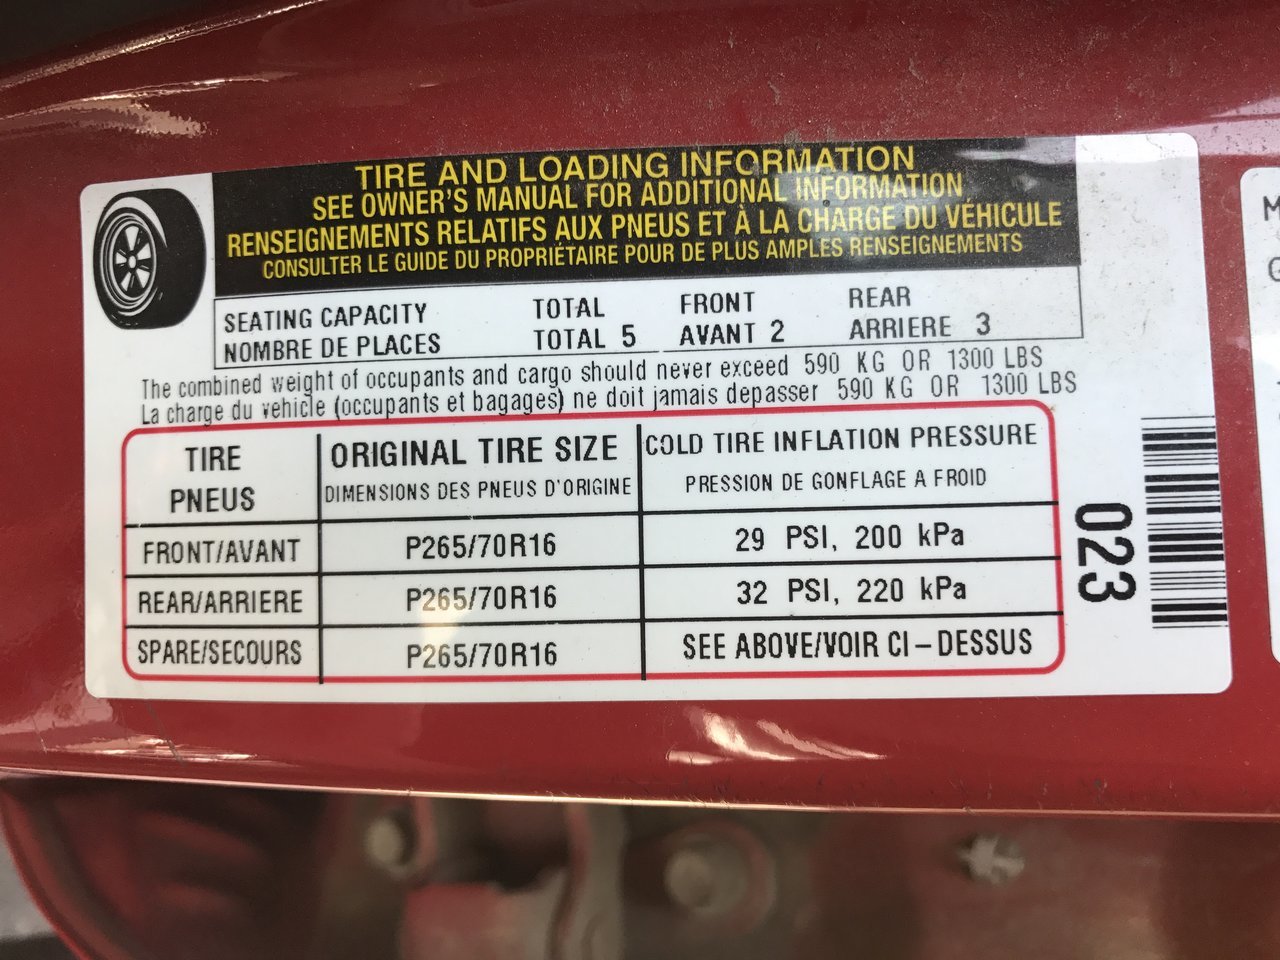 TIRE AND LOADING INFORMATION
SEE OWNER'S MANUAL FOR ADDITIONAL INFORMATION
RENSEIGNEMENTS RELATIFS AUX PNEUS ET À LA CHARGE DU VÉHICULE
CONSULTER LE GUIDE DU PROPRIÉTAIRE POUR DE PLUS AMPLES RENSEIGNEMENTS
SEATING CAPACITY TOTAL FRONT REAR
NOMBRE DE PLACES TOTAL 5 AVANT 2 ARRIERE 3
The combined weight of occupants and cargo should never exceed 590 KG OR 1300 LBS
La charge du vehicle (occupants et bagages) ne doit jamais depasser 590 KG OR 1300 LBS
TIRE ORIGINAL TIRE SIZE COLD TIRE INFLATION PRESSURE
PNEUS DIMENSIONS DES PNEUS D'ORIGINE PRESSION DE GONFLAGE A FROID
FRONT/AVANT P265/70R16 29 PSI, 200 kPa
REAR/ARRIERE P265/70R16 32 PSI, 220 kPa
SPARE/SECOURS P265/70R16 SEE ABOVE/VOIR CI-DESSUS
023